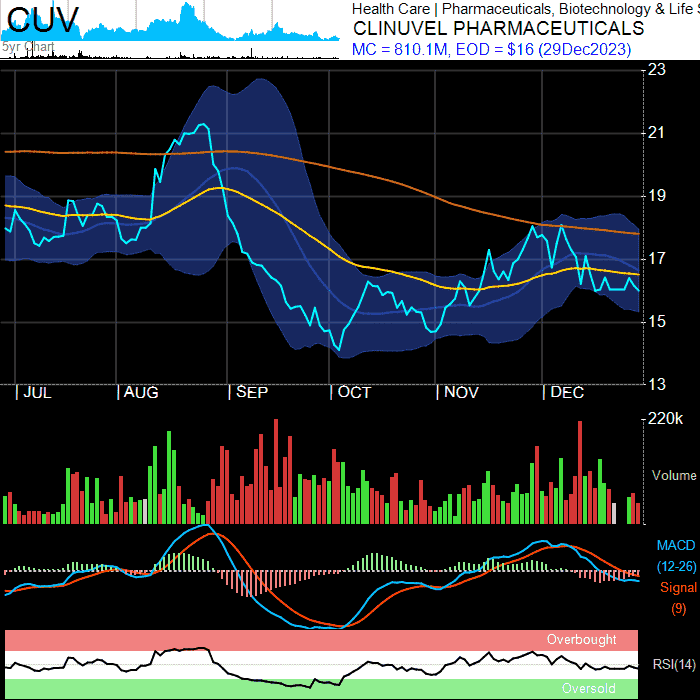 CUV
5yr Chart
Health Care | Pharmaceuticals, Biotechnology & Life
CLINUVEL PHARMACEUTICALS
MC = 810.1M, EOD = $16 (29Dec2023)
23
21
19
17
15
13
| JUL | AUG | SEP | OCT | NOV | DEC
220k
Volume
MACD
(12-26)
Signal
(9)
Overbought
RSI(14)
Oversold